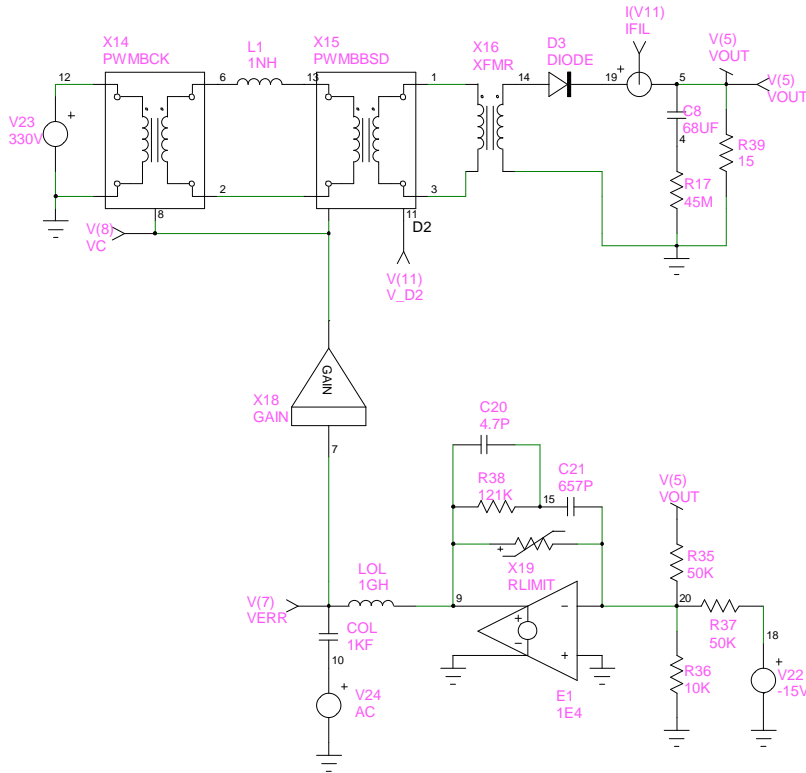 I(V11)
IFIL
V(5)
VOUT
X14
PWMBCK
L1
1NH
X15
PWMBBSD
X16
XFMR
D3
DIODE
12
6
13
1
14
19
+
5
V(5)
VOUT
V23
330V
+
C8
68UF
4
R39
15
R17
45M
2
3
8
11
D2
V(8)
VC
V(11)
V_D2
GAIN
X18
GAIN
7
C20
4.7P
R38
121K
15
C21
657P
V(5)
VOUT
+
X19
RLIMIT
R35
50K
LOL
1GH
V(7)
VERR
9
20
R37
50K
18
COL
1KF
10
+
−
−
+
E1
1E4
R36
10K
+
V22
-15V
+
V24
AC